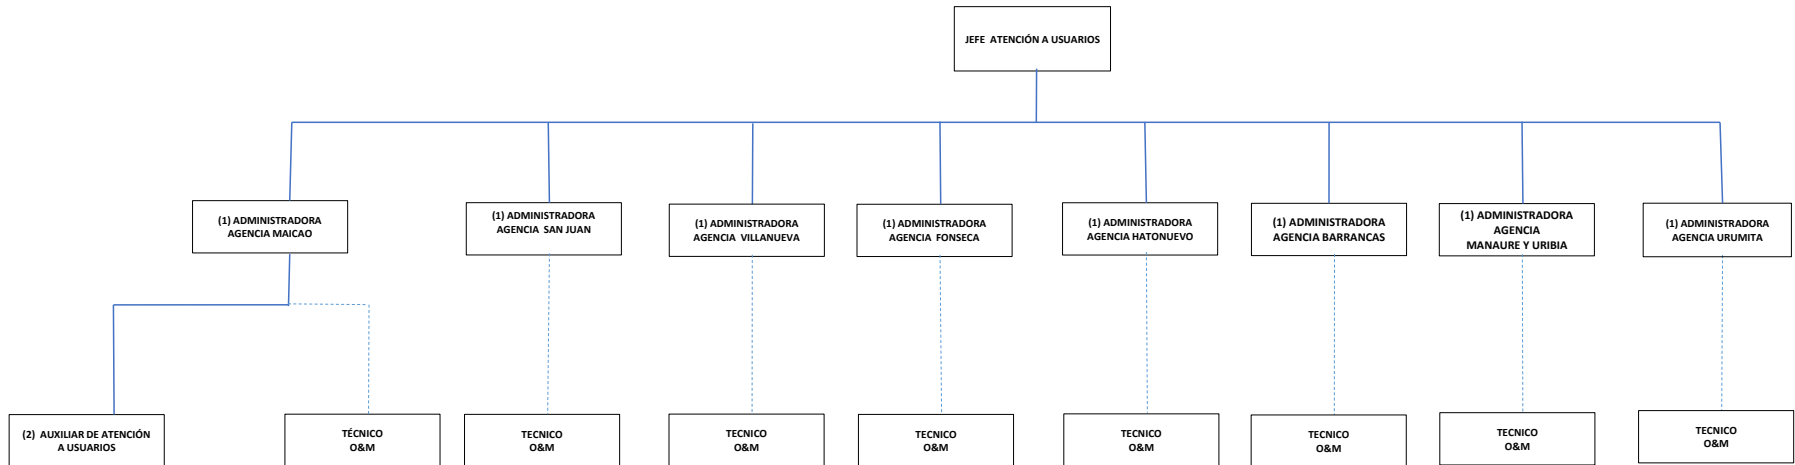 JEFE ATENCIÓN A USUARIOS
(1) ADMINISTRADORA
AGENCIA MAICAO
(1) ADMINISTRADORA
AGENCIA SAN JUAN
(1) ADMINISTRADORA
AGENCIA VILLANUEVA
(1) ADMINISTRADORA
AGENCIA FONSECA
(1) ADMINISTRADORA
AGENCIA HATONUEVO
(1) ADMINISTRADORA
AGENCIA BARRANCAS
(1) ADMINISTRADORA
AGENCIA
MANAURE Y URIBIA
(1) ADMINISTRADORA
AGENCIA URUMITA
(2) AUXILIAR DE ATENCIÓN
A USUARIOS
TÉCNICO
O&M
TECNICO
O&M
TECNICO
O&M
TECNICO
O&M
TECNICO
O&M
TECNICO
O&M
TECNICO
O&M
TECNICO
O&M